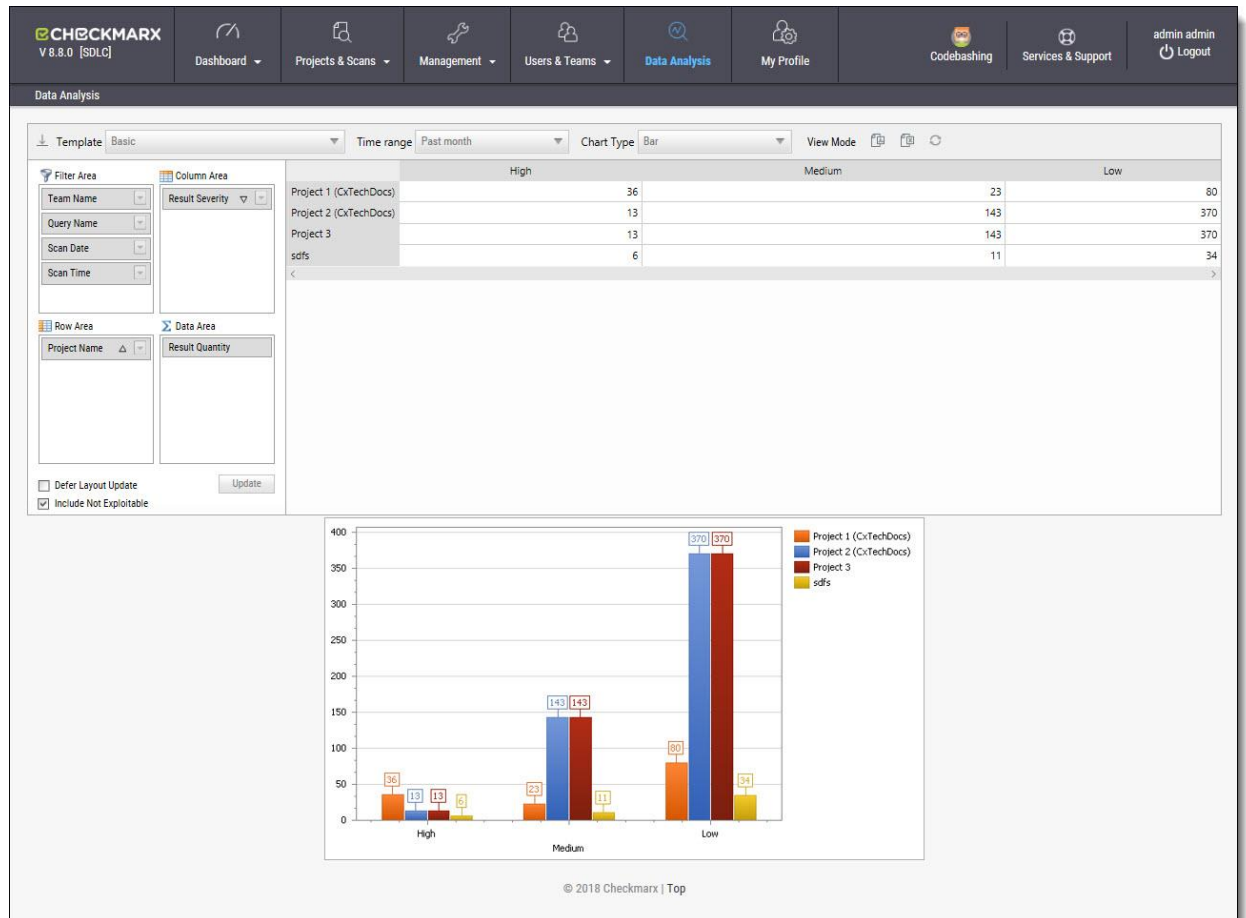 CHECKMARX
V 8.8.0 [SDLC]
Dashboard
Projects & Scans
Management
Users & Teams
Data Analysis
My Profile
Codebashing
Services & Support
admin admin
Logout
Data Analysis
Template Basic Time range Past month Chart Type Bar View Mode
Filter Area
Team Name
Query Name
Scan Date
Scan Time
Column Area
Result Severity
Row Area
Project Name
Data Area
Result Quantity
Defer Layout Update
Update
Include Not Exploitable
High Medium Low
Project 1 (CxTechDocs) 36 23 80
Project 2 (CxTechDocs) 13 143 370
Project 3 13 143 370
sdfs 6 11 34
400
350
300
250
200
150
100
50
0
36 13 13 6
23 143 143 11
80 370 370 34
High
Medium
Low
Project 1 (CxTechDocs)
Project 2 (CxTechDocs)
Project 3
sdfs
© 2018 Checkmarx | Top